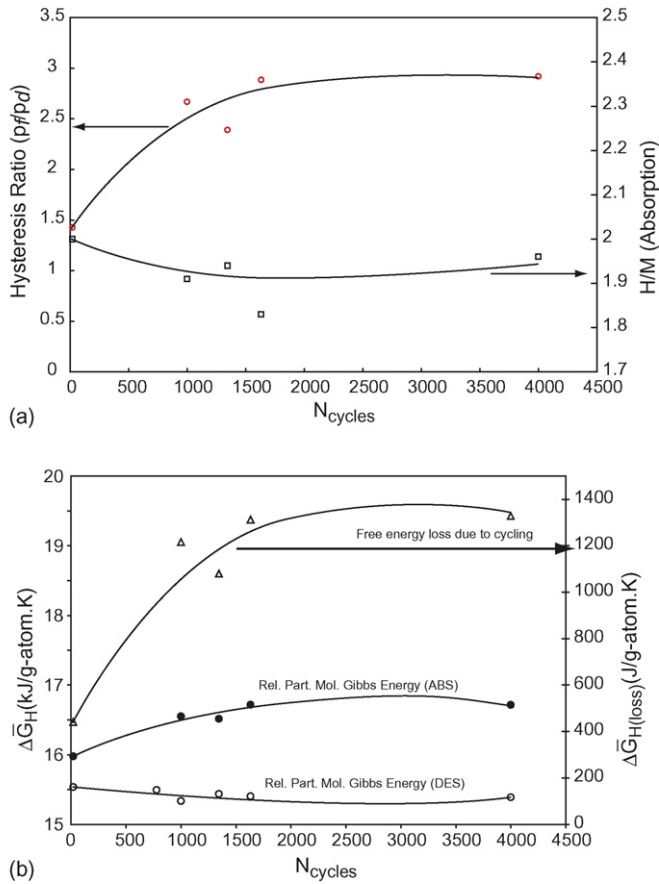 3.5
3
2.5
2
1.5
1
0.5
0
Hysteresis Ratio (pf/pd)
2.5
2.4
2.3
2.2
2.1
2
1.9
1.8
1.7
H/M (Absorption)
0 500 1000 1500 2000 2500 3000 3500 4000 4500
Ncycles
(a)
20
19
18
17
16
15
ΔG̅H(kJ/g-atom.K)
1400
1200
1000
800
600
400
200
0
ΔG̅H(loss)(J/g-atom.K)
Free energy loss due to cycling
Rel. Part. Mol. Gibbs Energy (ABS)
Rel. Part. Mol. Gibbs Energy (DES)
0 500 1000 1500 2000 2500 3000 3500 4000 4500
Ncycles
(b)